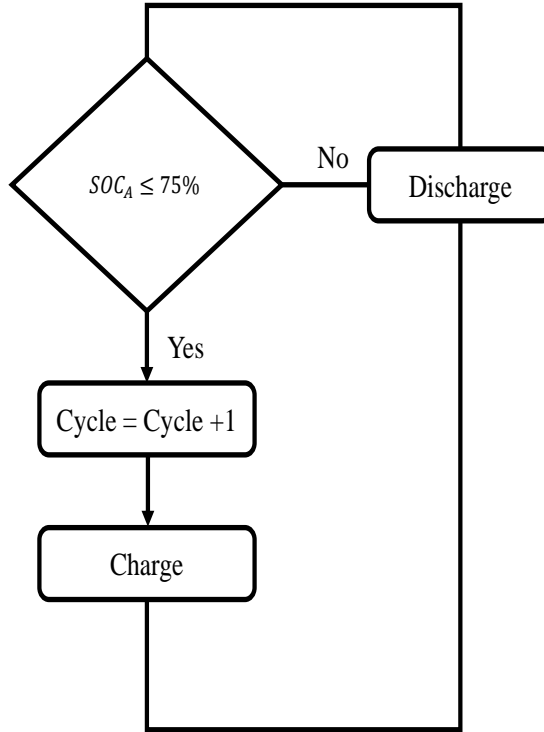 SOC_A ≤ 75%
No
Discharge
Yes
Cycle = Cycle +1
Charge